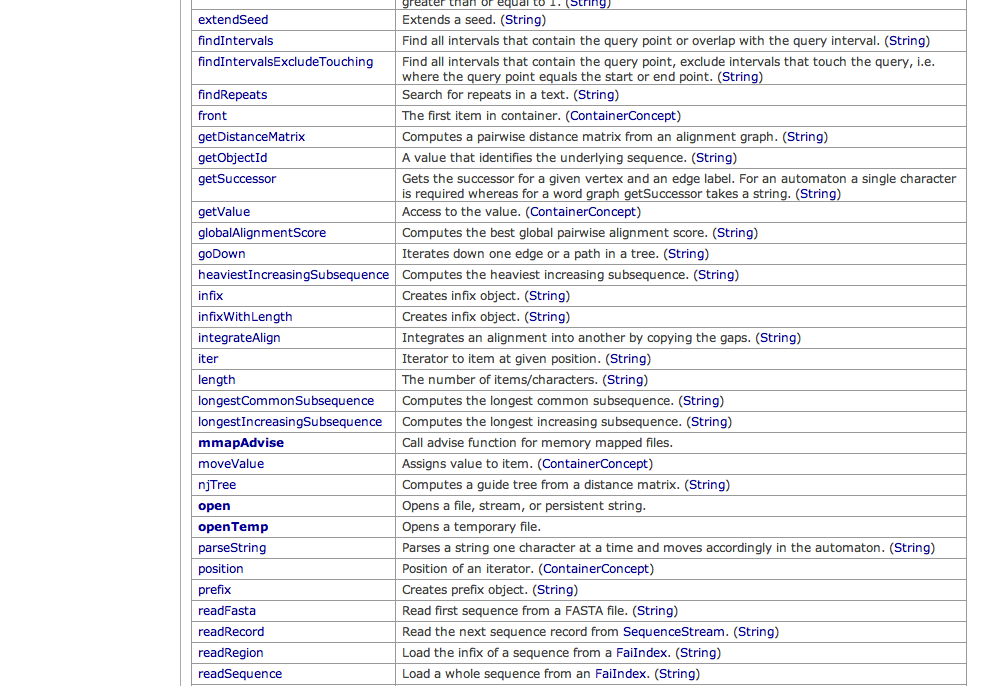 greater than or equal to 1. (String)
extendSeed Extends a seed. (String)
findIntervals Find all intervals that contain the query point or overlap with the query interval. (String)
findIntervalsExcludeTouching Find all intervals that contain the query point, exclude intervals that touch the query, i.e.
where the query point equals the start or end point. (String)
findRepeats Search for repeats in a text. (String)
front The first item in container. (ContainerConcept)
getDistanceMatrix Computes a pairwise distance matrix from an alignment graph. (String)
getObjectId A value that identifies the underlying sequence. (String)
getSuccessor Gets the successor for a given vertex and an edge label. For an automaton a single character
is required whereas for a word graph getSuccessor takes a string. (String)
getValue Access to the value. (ContainerConcept)
globalAlignmentScore Computes the best global pairwise alignment score. (String)
goDown Iterates down one edge or a path in a tree. (String)
heaviestIncreasingSubsequence Computes the heaviest increasing subsequence. (String)
infix Creates infix object. (String)
infixWithLength Creates infix object. (String)
integrateAlign Integrates an alignment into another by copying the gaps. (String)
iter Iterator to item at given position. (String)
length The number of items/characters. (String)
longestCommonSubsequence Computes the longest common subsequence. (String)
longestIncreasingSubsequence Computes the longest increasing subsequence. (String)
mmapAdvise Call advise function for memory mapped files.
moveValue Assigns value to item. (ContainerConcept)
njTree Computes a guide tree from a distance matrix. (String)
open Opens a file, stream, or persistent string.
openTemp Opens a temporary file.
parseString Parses a string one character at a time and moves accordingly in the automaton. (String)
position Position of an iterator. (ContainerConcept)
prefix Creates prefix object. (String)
readFasta Read first sequence from a FASTA file. (String)
readRecord Read the next sequence record from SequenceStream. (String)
readRegion Load the infix of a sequence from a FaiIndex. (String)
readSequence Load a whole sequence from an FaiIndex. (String)